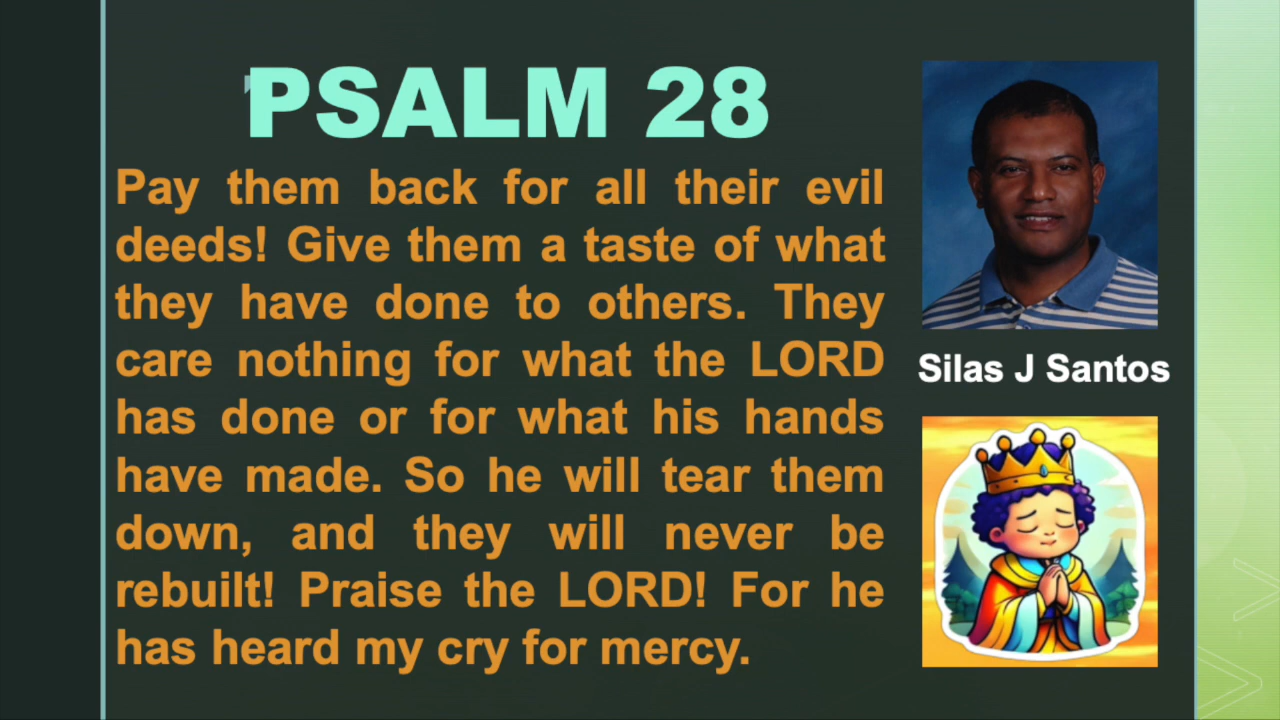 PSALM 28
Pay them back for all their evil
deeds! Give them a taste of what
they have done to others. They
care nothing for what the LORD
has done or for what his hands
have made. So he will tear them
down, and they will never be
rebuilt! Praise the LORD! For he
has heard my cry for mercy.
Silas J Santos